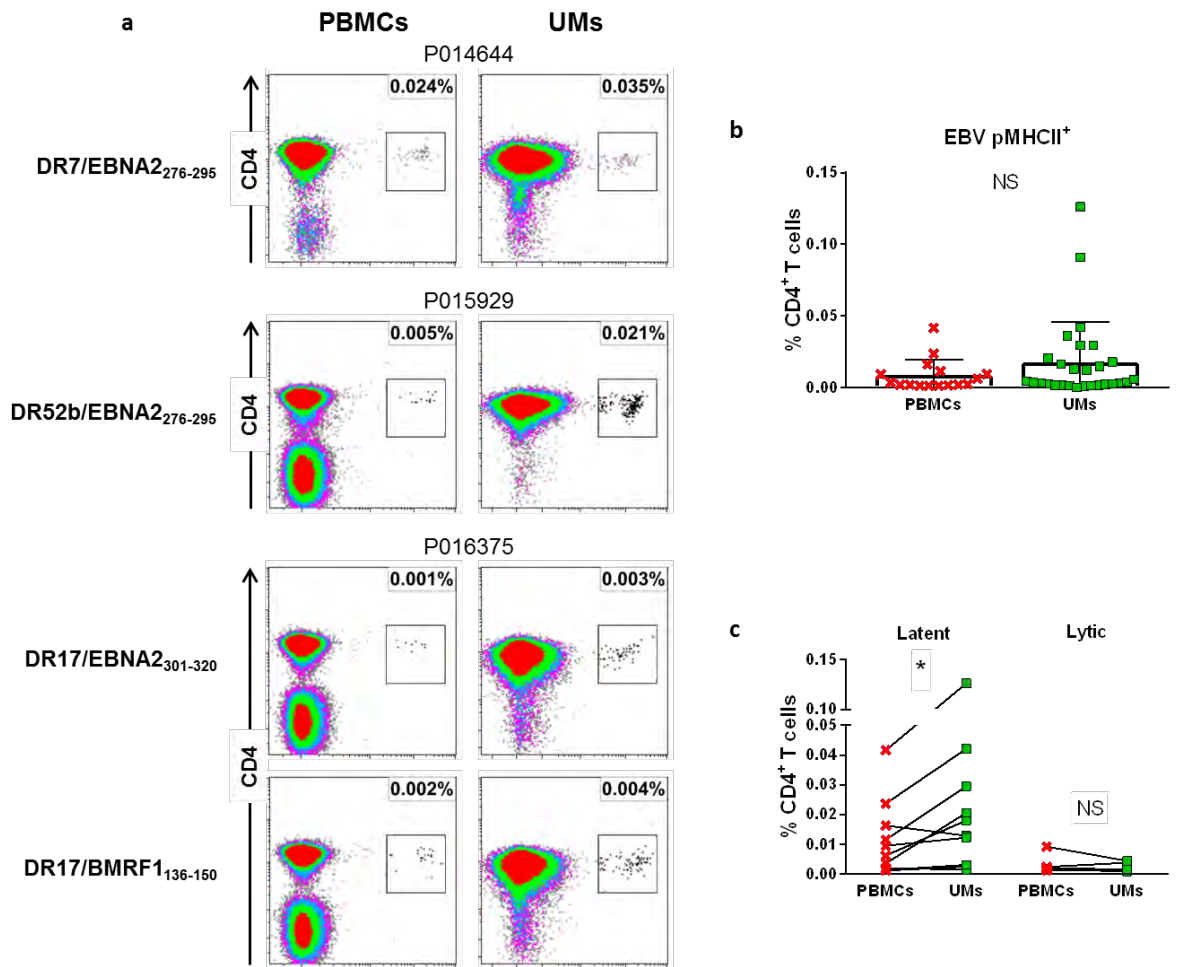 a
PBMCs
UMs
P014644
0.024%
0.035%
DR7/EBNA2276-295
CD4
P015929
0.005%
0.021%
DR52b/EBNA2276-295
CD4
P016375
0.001%
0.003%
DR17/EBNA2301-320
CD4
0.002%
0.004%
DR17/BMRF1136-150
b
EBV pMHCII+
NS
% CD4+ T cells
0.15
0.10
0.05
0.00
PBMCs
UMs
c
Latent
Lytic
*
NS
% CD4+ T cells
0.15
0.10
0.05
0.04
0.03
0.02
0.01
0.00
PBMCs
UMs
PBMCs
UMs